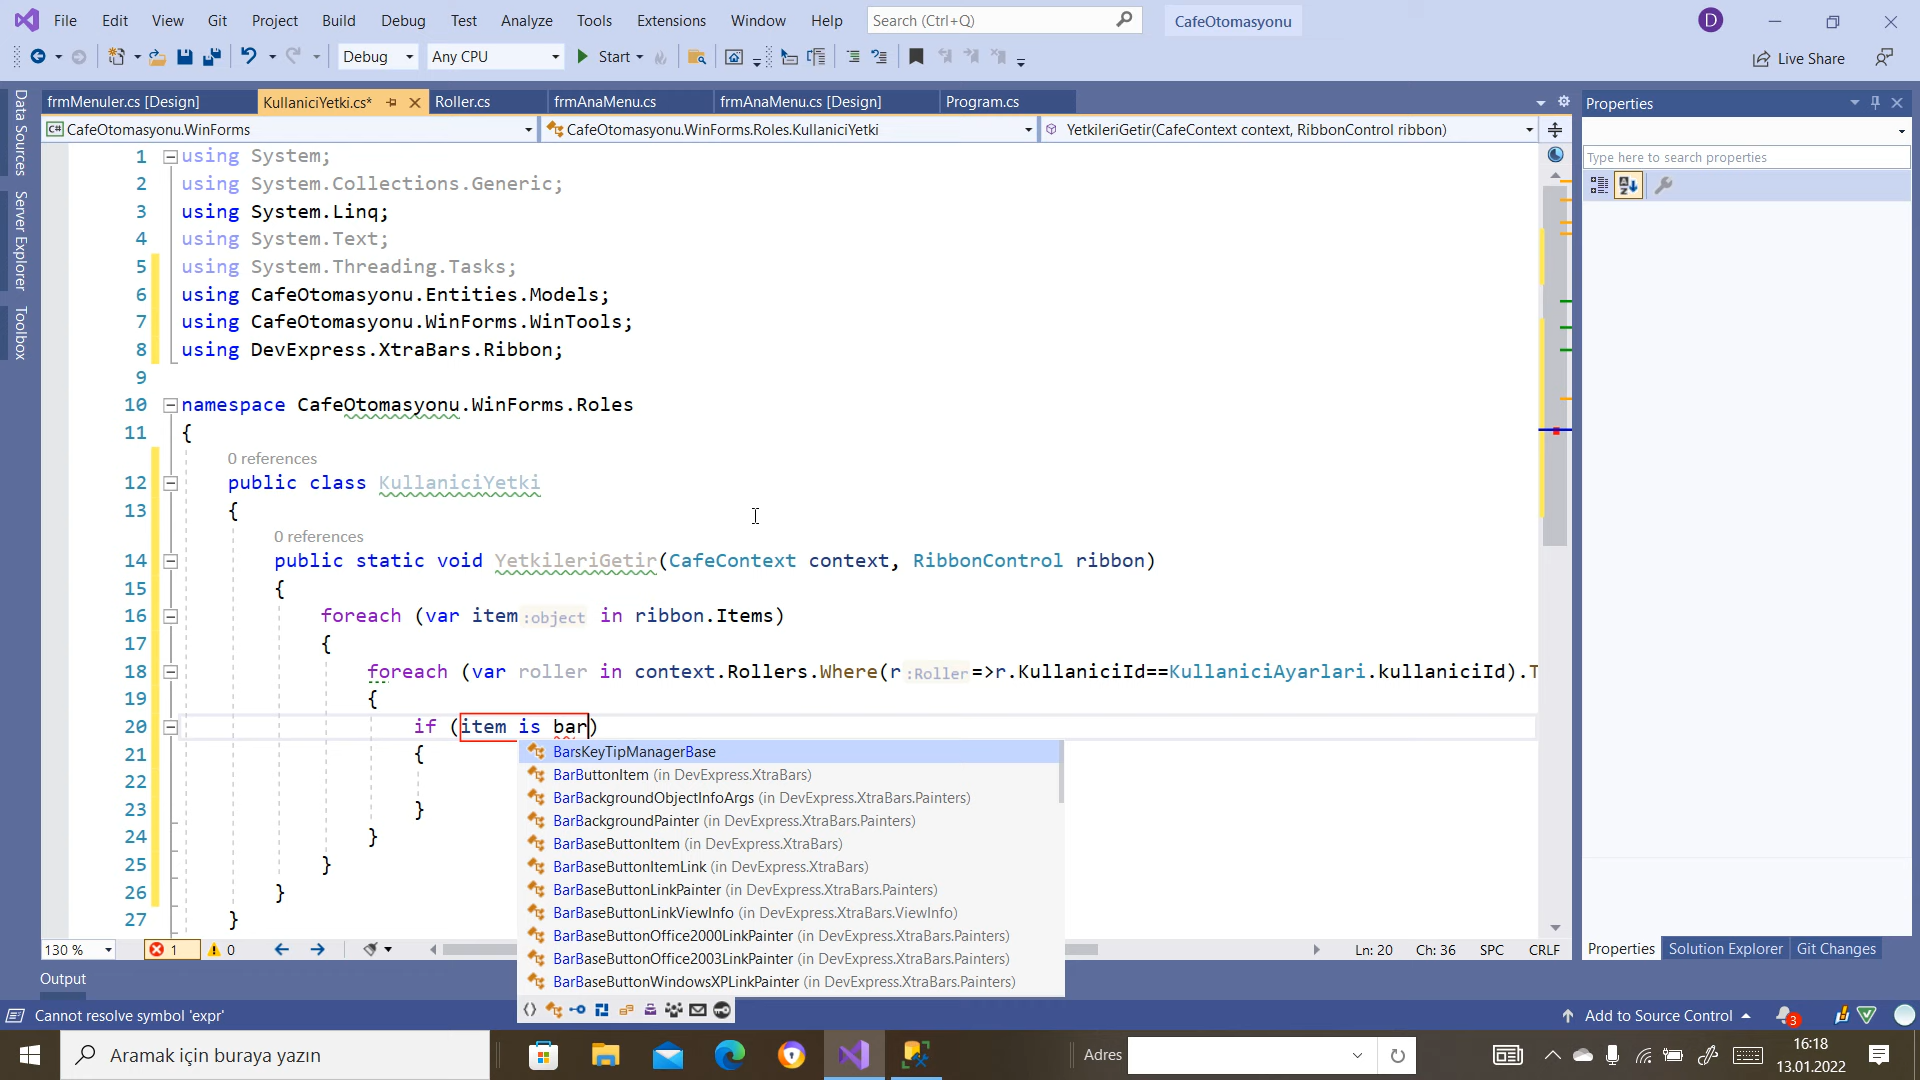 File Edit View Git Project Build Debug Test Analyze Tools Extensions Window Help Search (Ctrl+Q) CafeOtomasyonu D
Debug Any CPU Start Live Share
frmMenuler.cs [Design] KullaniciYetki.cs* Roller.cs frmAnaMenu.cs frmAnaMenu.cs [Design] Program.cs Properties
C# CafeOtomasyonu.WinForms CafeOtomasyonu.WinForms.Roles.KullaniciYetki YetkileriGetir(CafeContext context, RibbonControl ribbon)
Type here to search properties
Data Sources
Server Explorer
Toolbox
1 using System;
2 using System.Collections.Generic;
3 using System.Linq;
4 using System.Text;
5 using System.Threading.Tasks;
6 using CafeOtomasyonu.Entities.Models;
7 using CafeOtomasyonu.WinForms.WinTools;
8 using DevExpress.XtraBars.Ribbon;
9
10 namespace CafeOtomasyonu.WinForms.Roles
11 {
0 references
12 public class KullaniciYetki
13 {
0 references
14 public static void YetkileriGetir(CafeContext context, RibbonControl ribbon)
15 {
16 foreach (var item :object in ribbon.Items)
17 {
18 foreach (var roller in context.Rollers.Where(r :Roller =>r.KullaniciId==KullaniciAyarlari.kullaniciId).T
19 {
20 if (item is bar)
21 {
22
23 }
24 }
25 }
26 }
27 }
BarsKeyTipManagerBase
BarButtonItem (in DevExpress.XtraBars)
BarBackgroundObjectInfoArgs (in DevExpress.XtraBars.Painters)
BarBackgroundPainter (in DevExpress.XtraBars.Painters)
BarBaseButtonItem (in DevExpress.XtraBars)
BarBaseButtonItemLink (in DevExpress.XtraBars)
BarBaseButtonLinkPainter (in DevExpress.XtraBars.Painters)
BarBaseButtonLinkViewInfo (in DevExpress.XtraBars.ViewInfo)
BarBaseButtonOffice2000LinkPainter (in DevExpress.XtraBars.Painters)
BarBaseButtonOffice2003LinkPainter (in DevExpress.XtraBars.Painters)
BarBaseButtonWindowsXPLinkPainter (in DevExpress.XtraBars.Painters)
130 % 1 0 Ln: 20 Ch: 36 SPC CRLF Properties Solution Explorer Git Changes
Output
Cannot resolve symbol 'expr' Add to Source Control 3
Aramak için buraya yazın Adres 16:18
13.01.2022